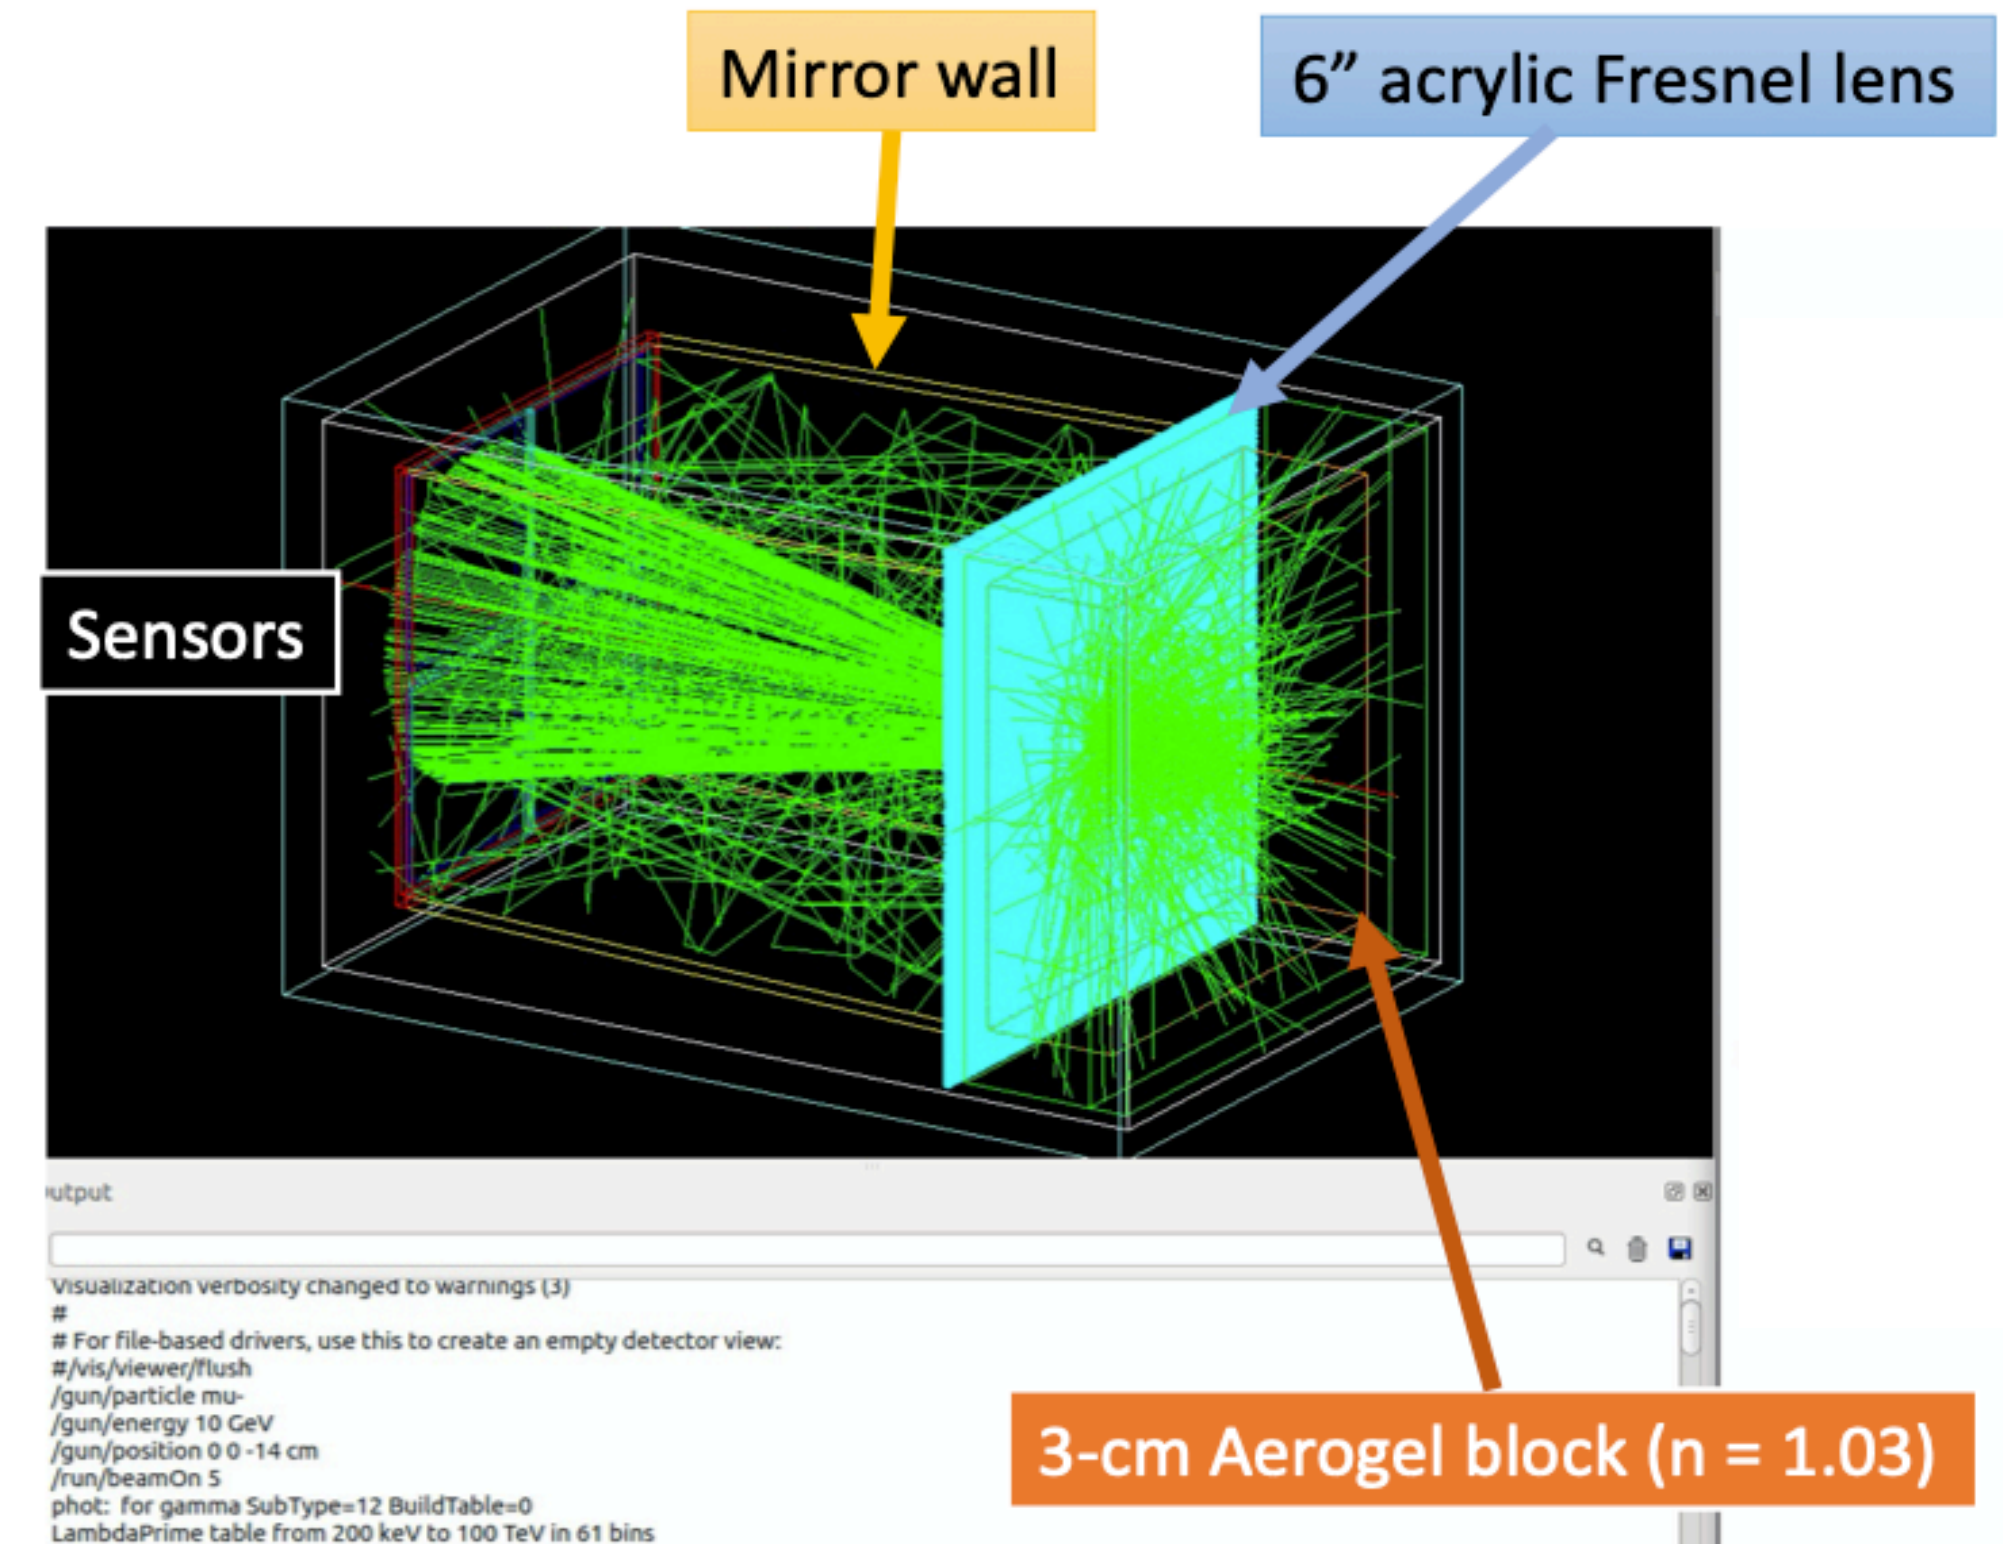 Mirror wall
6” acrylic Fresnel lens
Sensors
utput
Visualization verbosity changed to warnings (3)
#
# For file-based drivers, use this to create an empty detector view:
#/vis/viewer/flush
/gun/particle mu-
/gun/energy 10 GeV
/gun/position 0 0 -14 cm
/run/beamOn 5
phot:  for gamma SubType=12 BuildTable=0
LambdaPrime table from 200 keV to 100 TeV in 61 bins
3-cm Aerogel block (n = 1.03)